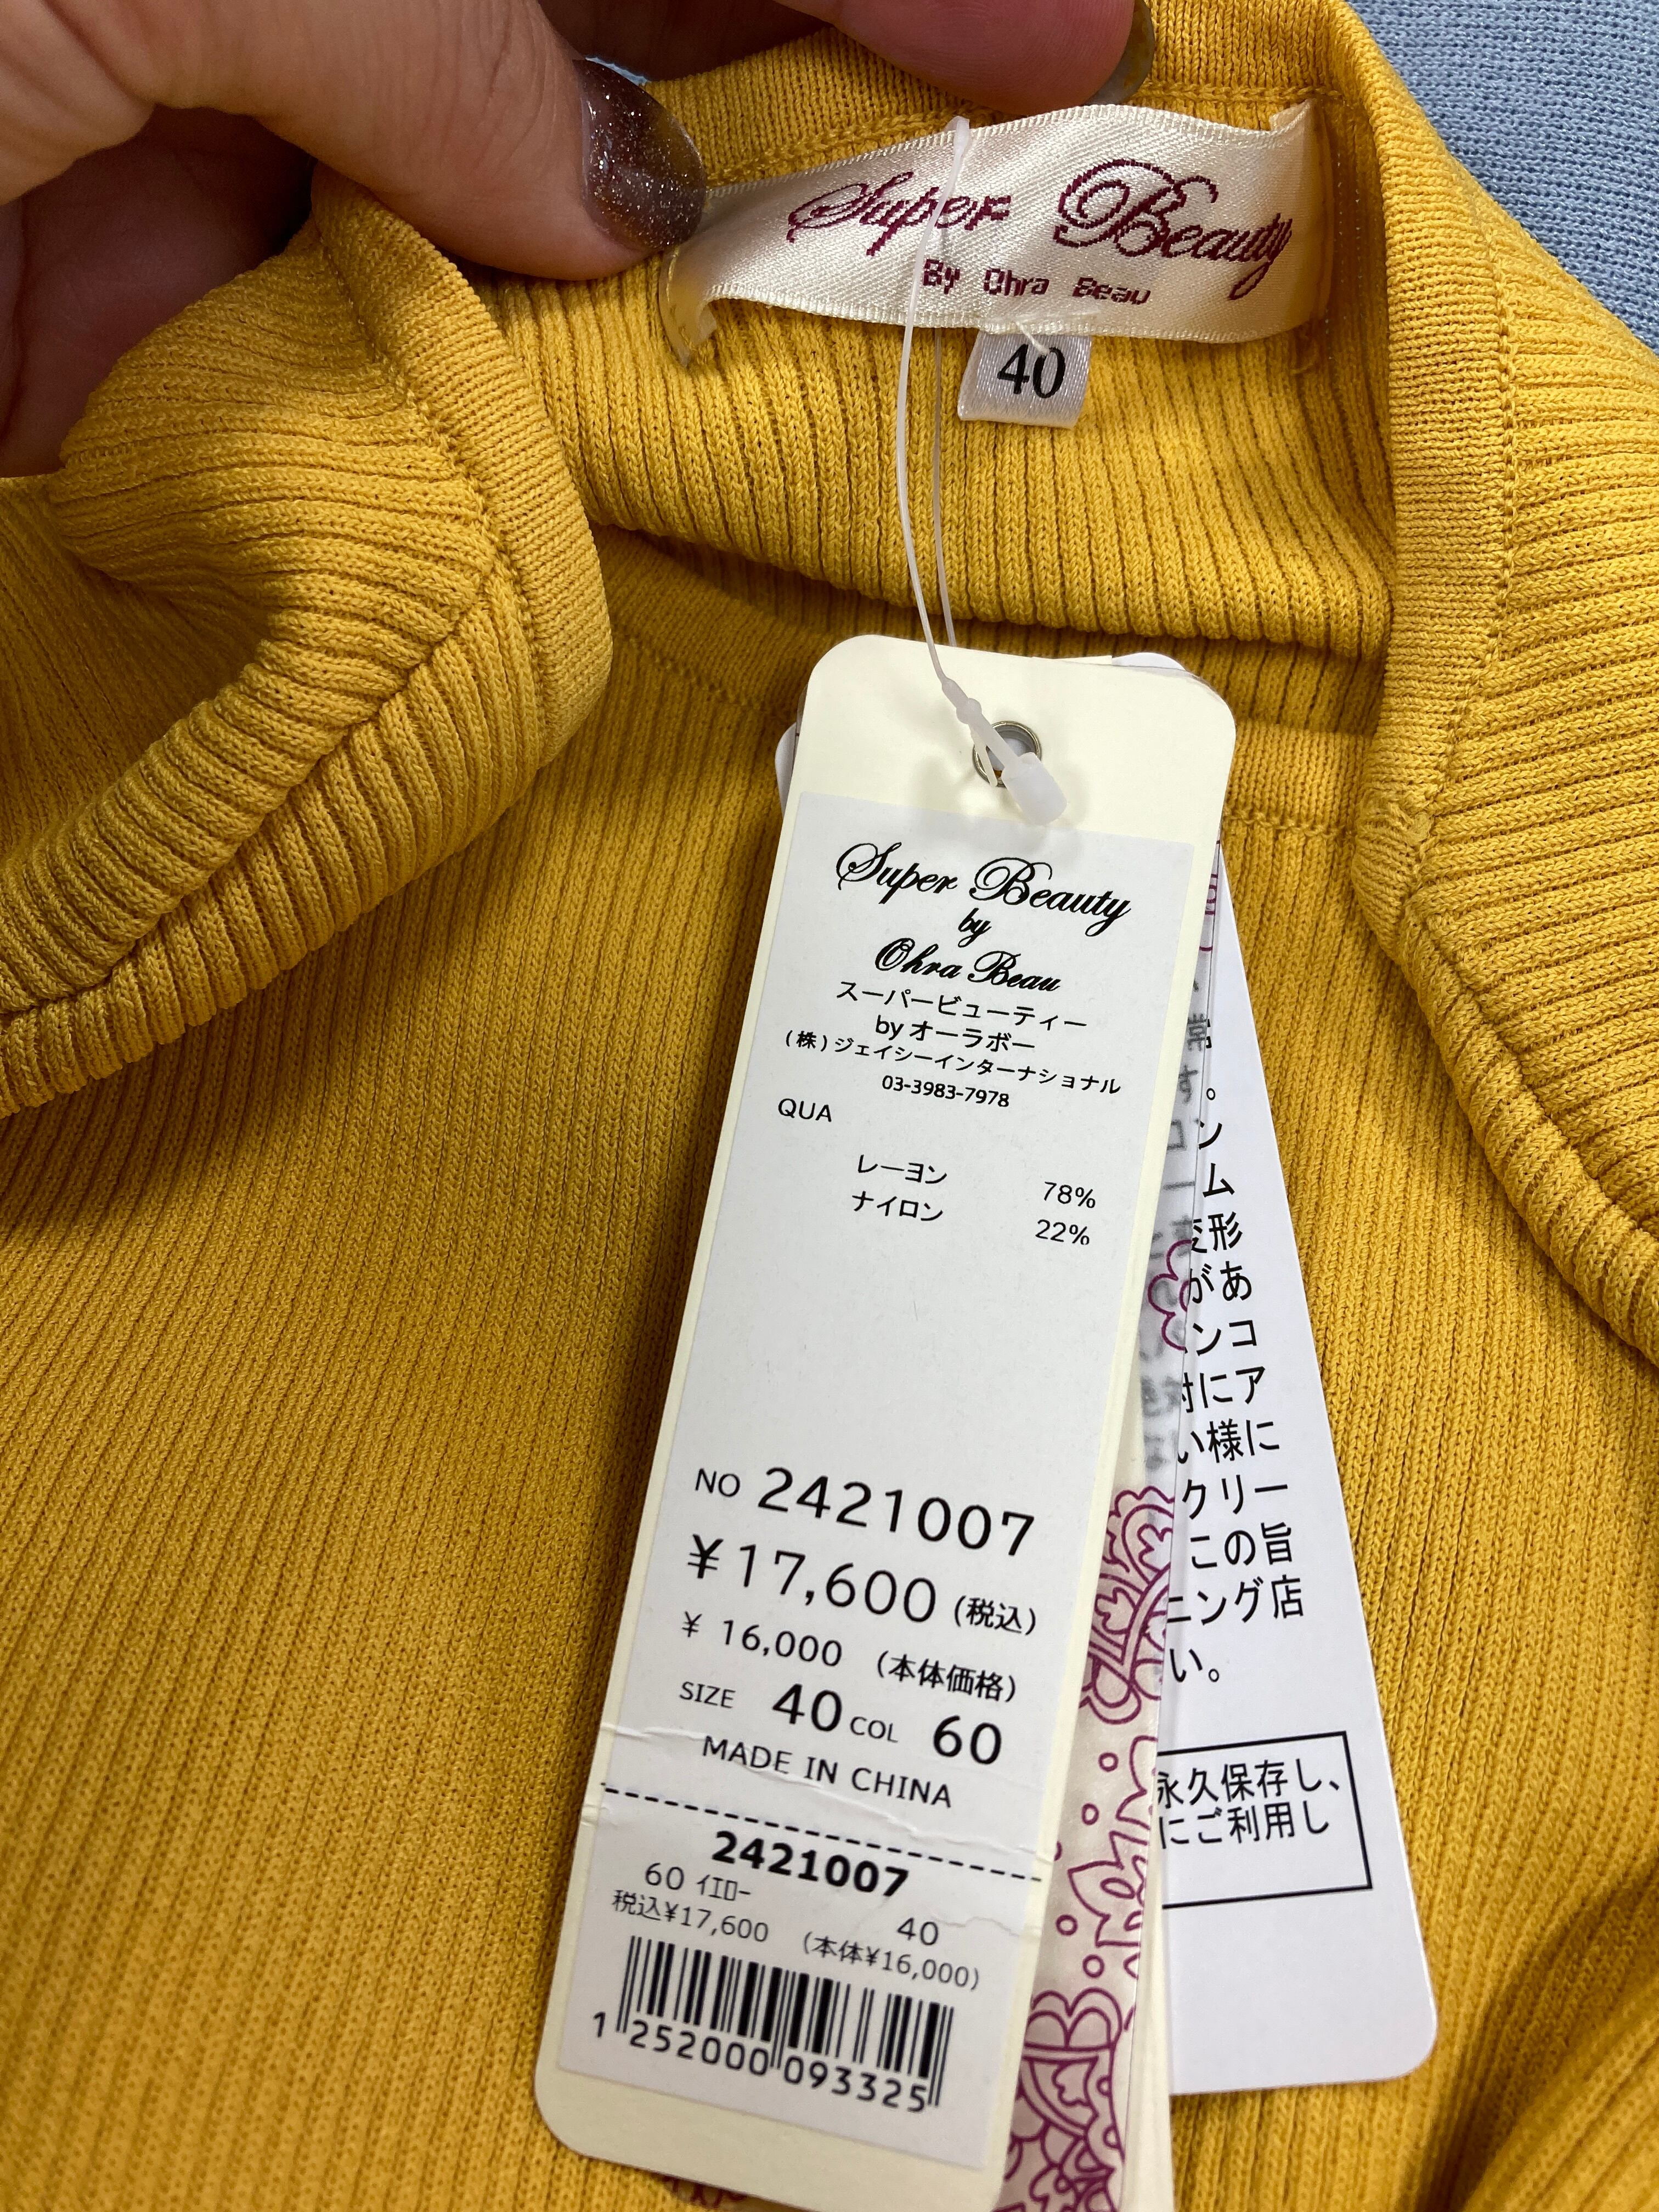 Super Beauty
By Ohra Beau
40
Super Beauty
by
Ohra Beau
スーパービューティー
by オーラボー
(株)ジェイシーインターナショナル
03-3983-7978
QUA
レーヨン 78%
ナイロン 22%
NO 2421007
¥17,600 (税込)
¥ 16,000 (本体価格)
SIZE 40 COL 60
MADE IN CHINA
2421007
60 ｲｴﾛｰ 40
税込¥17,600 (本体¥16,000)
1 252000 093325
す。
ン
ム
変形
があ
ンコ
対にア
い様に
クリー
この旨
ニング店
い。
永久保存し、
にご利用し